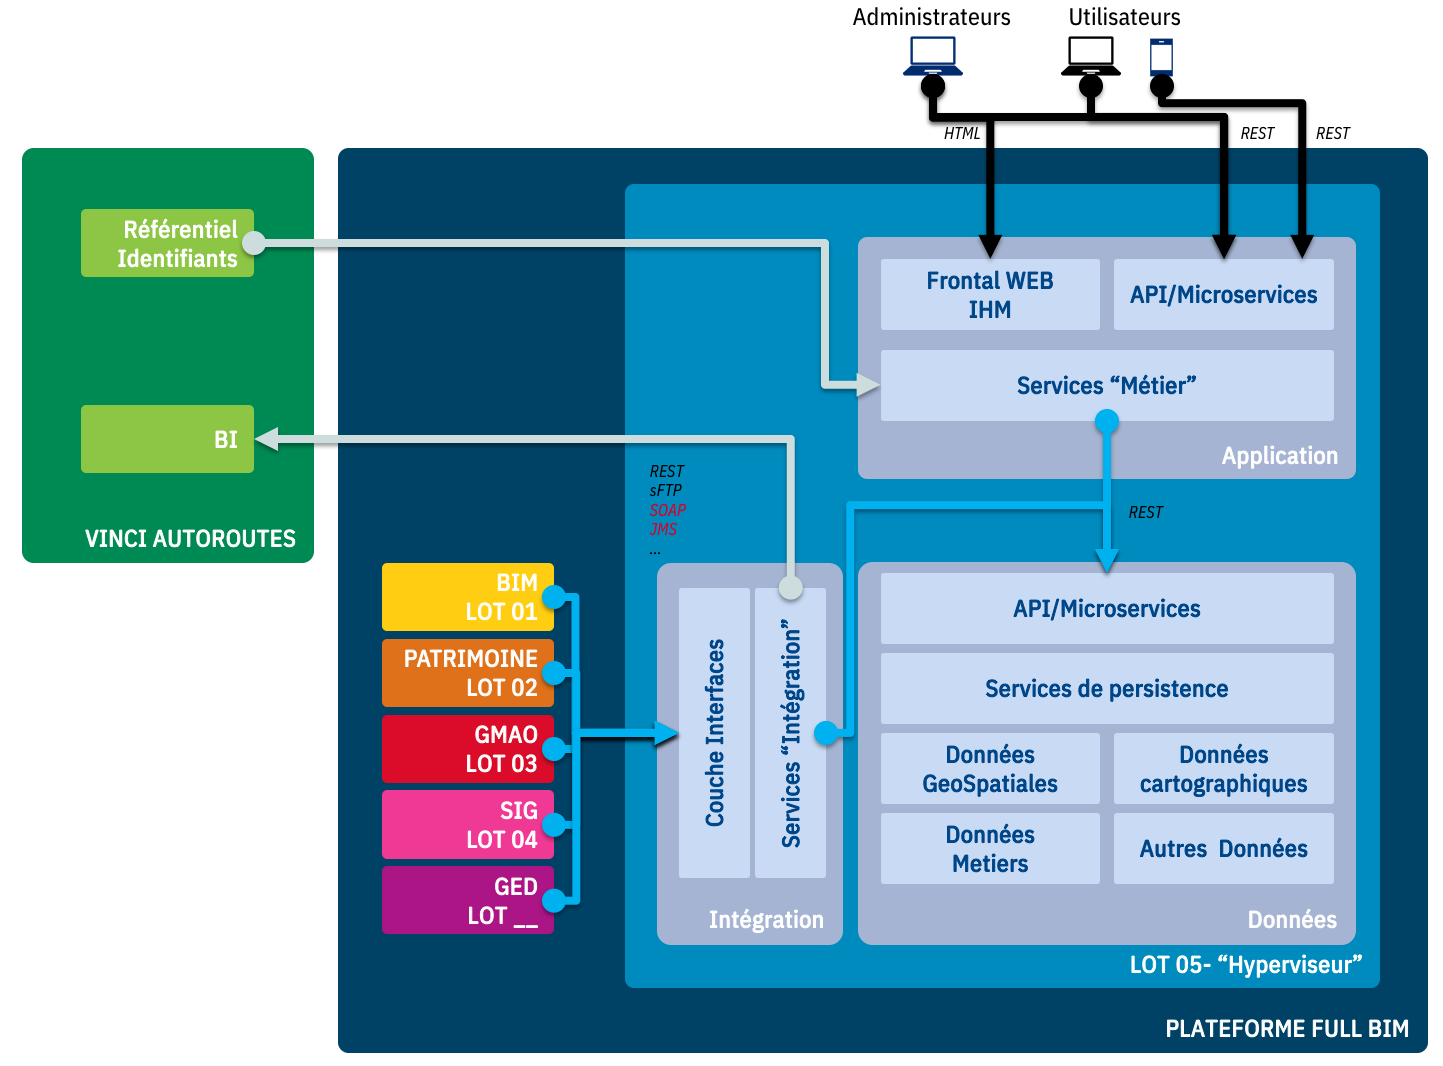 Administrateurs
Utilisateurs
HTML
REST
REST
Référentiel
Identifiants
BI
VINCI AUTOROUTES
Frontal WEB
IHM
API/Microservices
Services “Métier”
Application
REST
sFTP
SOAP
JMS
...
REST
BIM
LOT 01
PATRIMOINE
LOT 02
GMAO
LOT 03
SIG
LOT 04
GED
LOT __
Couche Interfaces
Services “Intégration”
Intégration
API/Microservices
Services de persistence
Données
GeoSpatiales
Données
cartographiques
Données
Metiers
Autres Données
Données
LOT 05- “Hyperviseur”
PLATEFORME FULL BIM